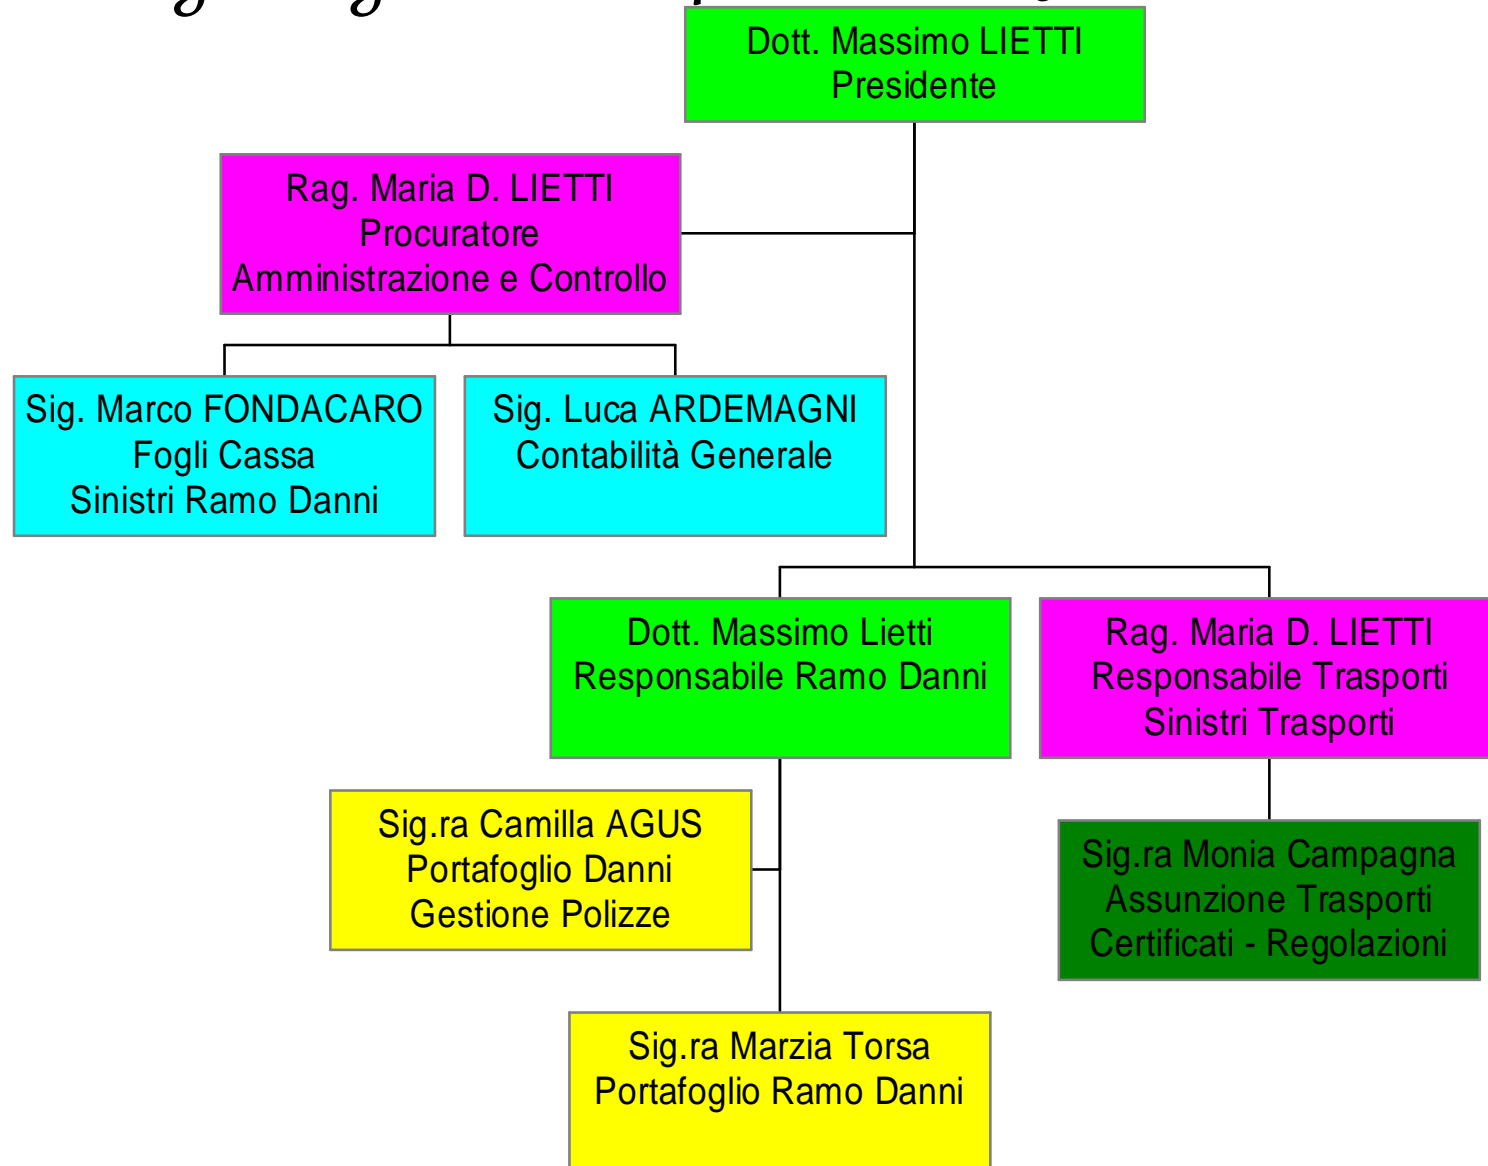 Dott. Massimo LIETTI
Presidente
Rag. Maria D. LIETTI
Procuratore
Amministrazione e Controllo
Sig. Marco FONDACARO
Fogli Cassa
Sinistri Ramo Danni
Sig. Luca ARDEMAGNI
Contabilità Generale
Dott. Massimo Lietti
Responsabile Ramo Danni
Rag. Maria D. LIETTI
Responsabile Trasporti
Sinistri Trasporti
Sig.ra Camilla AGUS
Portafoglio Danni
Gestione Polizze
Sig.ra Monia Campagna
Assunzione Trasporti
Certificati - Regolazioni
Sig.ra Marzia Torsa
Portafoglio Ramo Danni